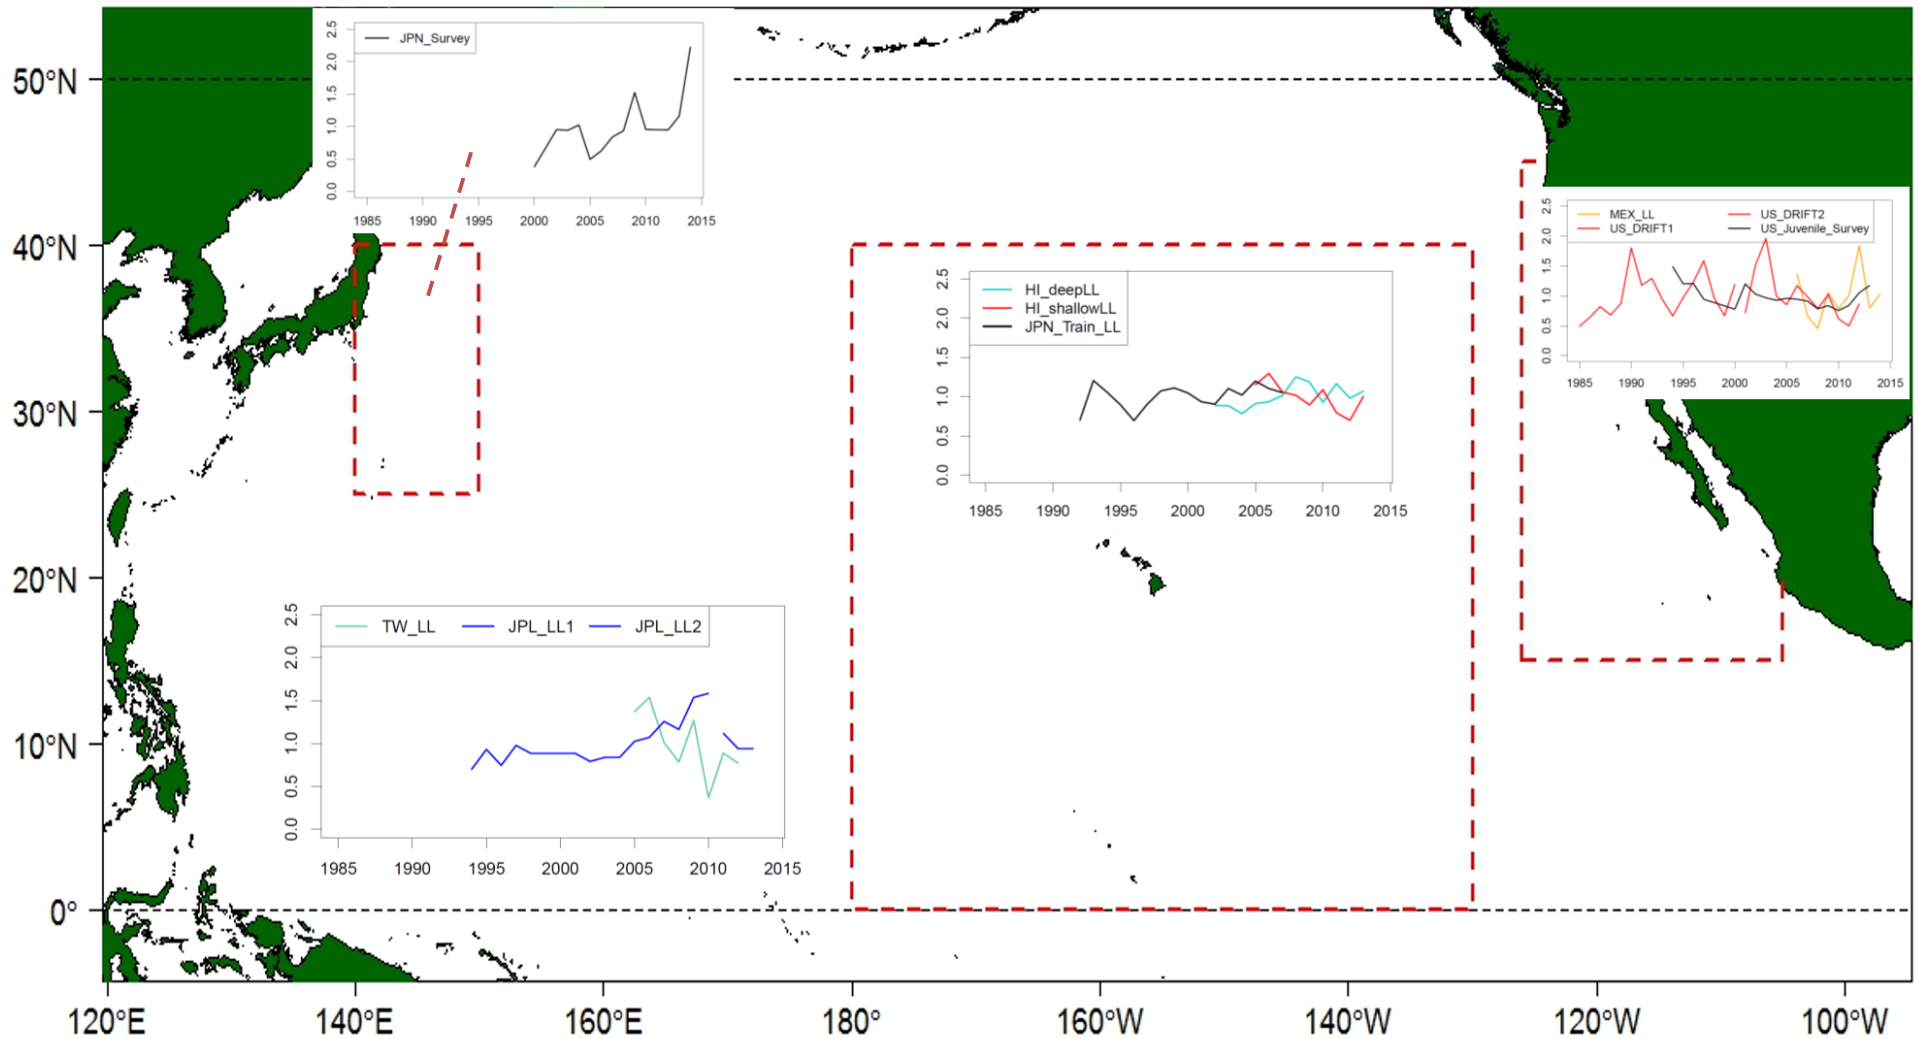 50°N
40°N
30°N
20°N
10°N
0°
120°E 140°E 160°E 180° 160°W 140°W 120°W 100°W
JPN_Survey
2.5
2.0
1.5
1.0
0.5
0.0
1985 1990 1995 2000 2005 2010 2015
MEX_LL US_DRIFT2
US_DRIFT1 US_Juvenile_Survey
2.5
2.0
1.5
1.0
0.5
0.0
1985 1990 1995 2000 2005 2010 2015
HI_deepLL
HI_shallowLL
JPN_Train_LL
2.5
2.0
1.5
1.0
0.5
0.0
1985 1990 1995 2000 2005 2010 2015
TW_LL JPL_LL1 JPL_LL2
2.5
2.0
1.5
1.0
0.5
0.0
1985 1990 1995 2000 2005 2010 2015